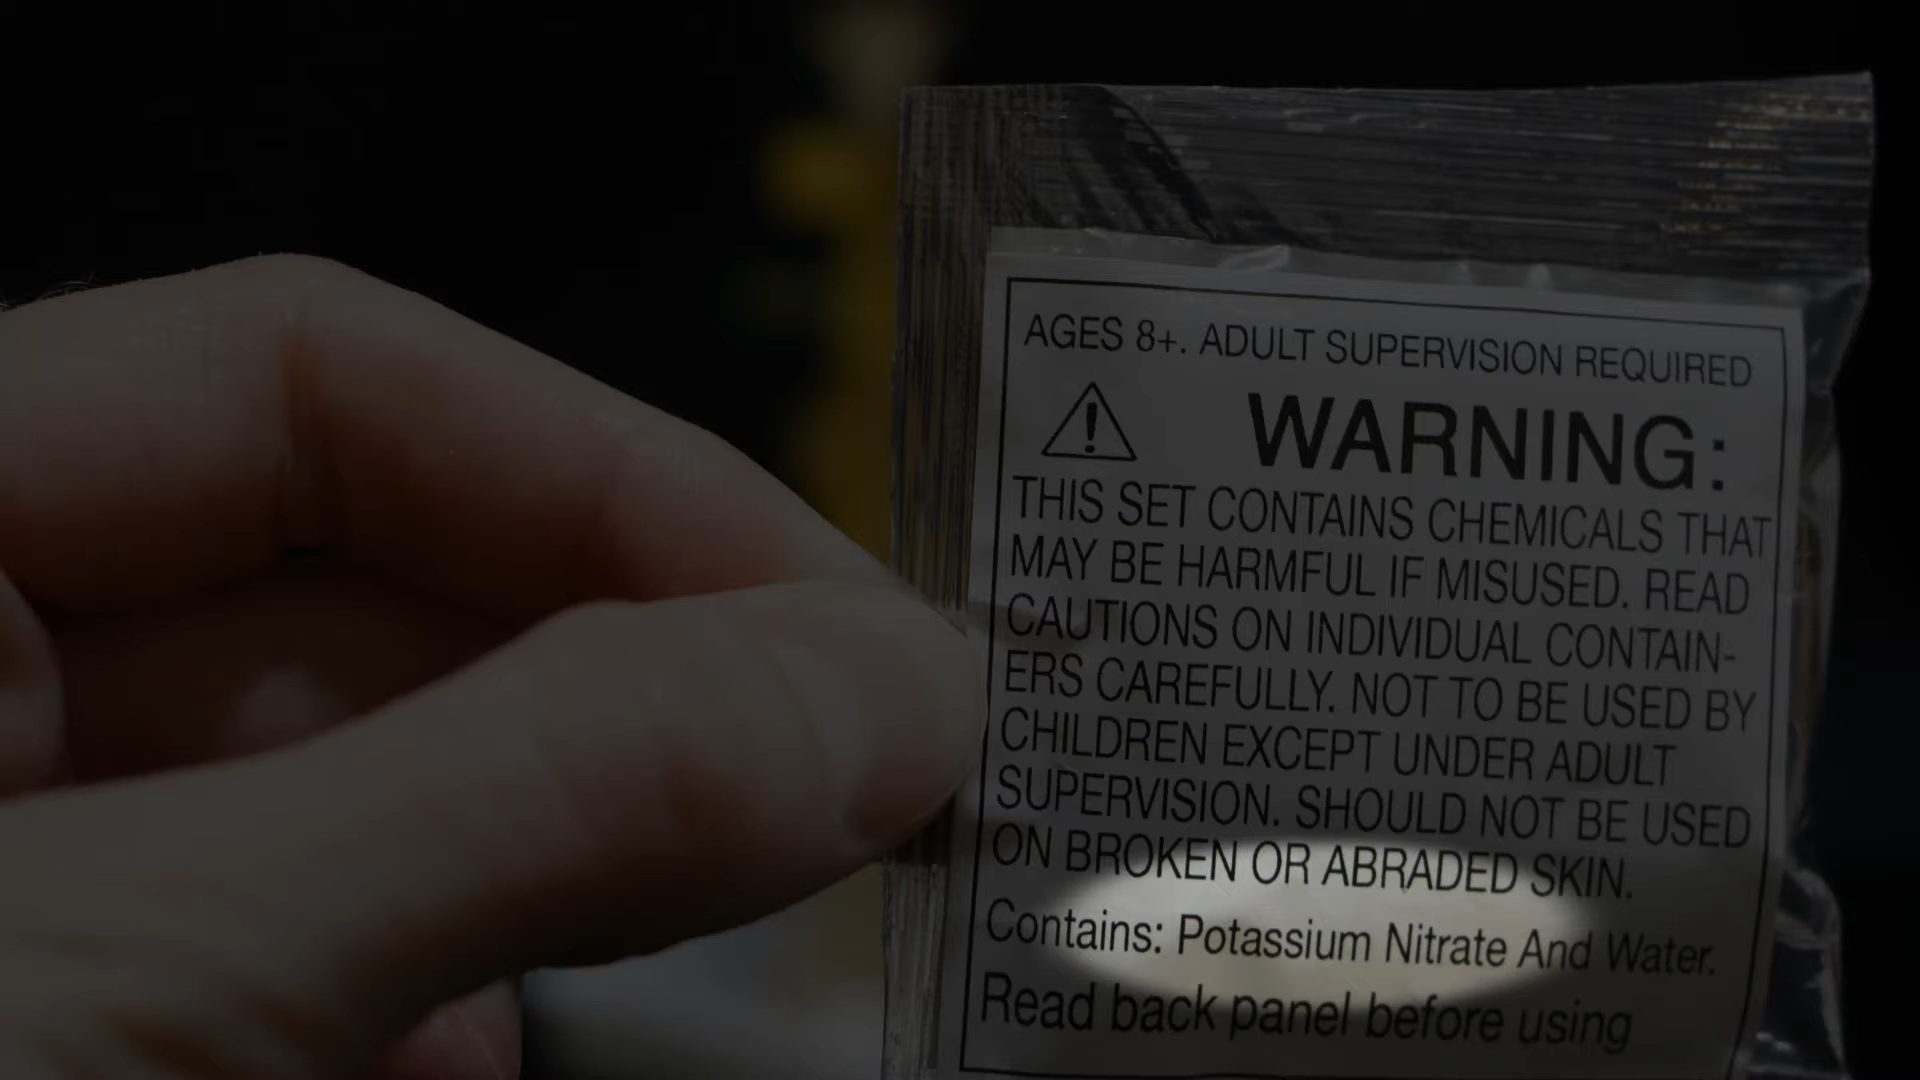 AGES 8+. ADULT SUPERVISION REQUIRED
WARNING:
THIS SET CONTAINS CHEMICALS THAT
MAY BE HARMFUL IF MISUSED. READ
CAUTIONS ON INDIVIDUAL CONTAIN-
ERS CAREFULLY. NOT TO BE USED BY
CHILDREN EXCEPT UNDER ADULT
SUPERVISION. SHOULD NOT BE USED
ON BROKEN OR ABRADED SKIN.
Contains: Potassium Nitrate And Water.
Read back panel before using